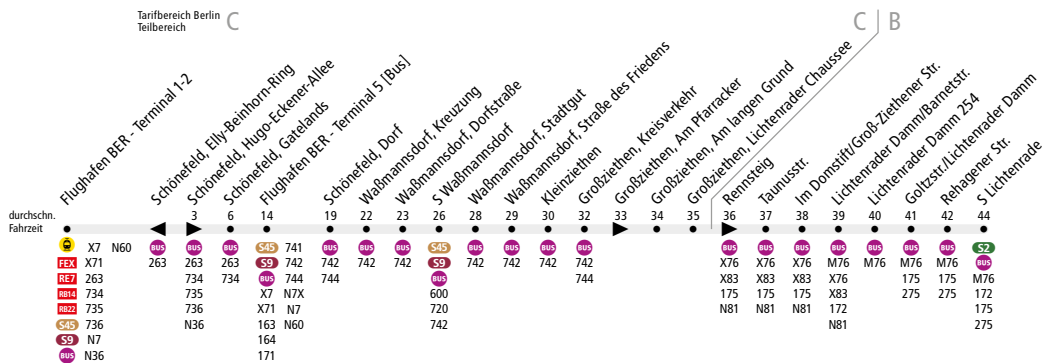 Tarifbereich Berlin
Teilbereich
C
C
B
Flughafen BER - Terminal 1-2
Schönefeld, Elly-Beinhorn-Ring
Schönefeld, Hugo-Eckener-Allee
Schönefeld, Gatelands
Flughafen BER - Terminal 5 [Bus]
Schönefeld, Dorf
Waßmannsdorf, Kreuzung
Waßmannsdorf, Dorfstraße
S Waßmannsdorf
Waßmannsdorf, Stadtgut
Waßmannsdorf, Straße des Friedens
Kleinziethen
Großziethen, Kreisverkehr
Großziethen, Am Pfarracker
Großziethen, Am langen Grund
Großziethen, Lichtenrader Chaussee
Rennsteig
Taunusstr.
Im Domstift/Groß-Ziethener Str.
Lichtenrader Damm/Barnetstr.
Lichtenrader Damm 254
Goltzstr./Lichtenrader Damm
Rehagener Str.
S Lichtenrade
durchschn. 3 6 14 19 22 23 26 28 29 30 32 33 34 35 36 37 38 39 40 41 42 44
Fahrzeit
X7 N60 BUS BUS BUS S45 741 BUS BUS BUS S45 BUS BUS BUS BUS BUS BUS BUS BUS BUS BUS BUS S2
FEX X71 263 263 263 S9 742 742 742 742 S9 742 742 742 742 X76 X76 X76 M76 M76 M76 M76 BUS
RE7 263 734 734 BUS 744 744 BUS 744 X83 X83 X83 X76 175 175 M76
RB14 734 735 X7 N7X 600 175 175 175 X83 275 275 172
RB22 735 736 X71 N7 720 N81 N81 N81 172 175
S45 736 N36 163 N60 742 N81 275
S9 N7 164
BUS N36 171